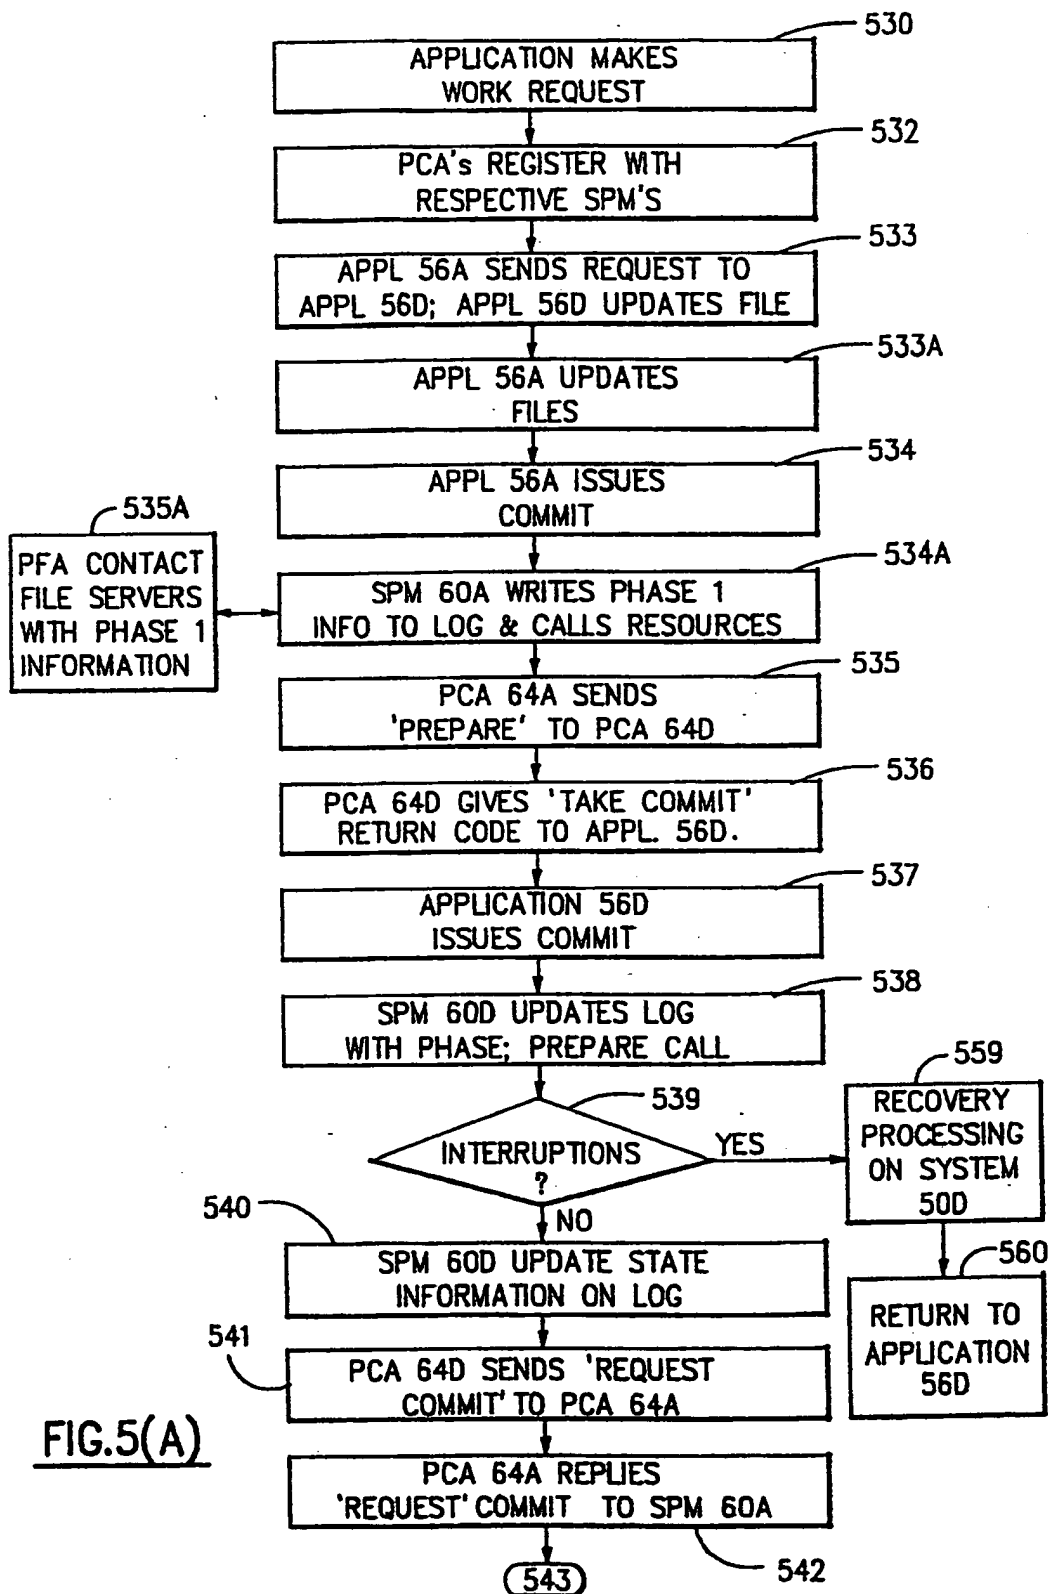 530
APPLICATION MAKES
WORK REQUEST
532
PCA's REGISTER WITH
RESPECTIVE SPM'S
533
APPL 56A SENDS REQUEST TO
APPL 56D; APPL 56D UPDATES FILE
533A
APPL 56A UPDATES
FILES
534
APPL 56A ISSUES
COMMIT
535A
PFA CONTACT
FILE SERVERS
WITH PHASE 1
INFORMATION
534A
SPM 60A WRITES PHASE 1
INFO TO LOG & CALLS RESOURCES
535
PCA 64A SENDS
'PREPARE' TO PCA 64D
536
PCA 64D GIVES 'TAKE COMMIT'
RETURN CODE TO APPL. 56D.
537
APPLICATION 56D
ISSUES COMMIT
538
SPM 60D UPDATES LOG
WITH PHASE; PREPARE CALL
539
INTERRUPTIONS
?
YES
559
RECOVERY
PROCESSING
ON SYSTEM
50D
NO
540
SPM 60D UPDATE STATE
INFORMATION ON LOG
560
RETURN TO
APPLICATION
56D
541
PCA 64D SENDS 'REQUEST
COMMIT' TO PCA 64A
FIG.5(A)
PCA 64A REPLIES
'REQUEST' COMMIT TO SPM 60A
542
543